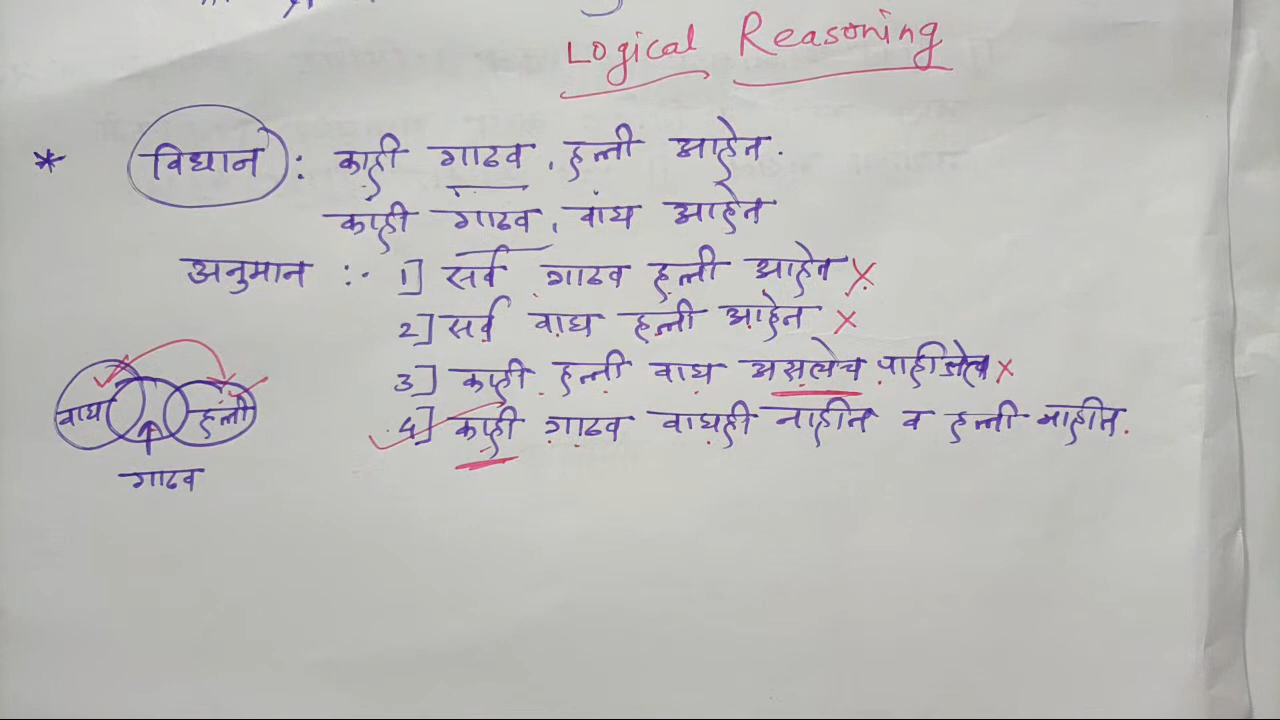 Logical Reasoning
* विधान : काही गाढव, हत्ती आहेत.
काही गाढव, वाघ आहेत
अनुमान :- 1] सर्व गाढव हत्ती आहेत ×
2] सर्व वाघ हत्ती आहेत ×
3] काही हत्ती वाघ असलेच पाहीजेत ×
4] काही गाढव वाघही नाहीत व हत्ती नाहीत.
वाघ हत्ती
गाढव